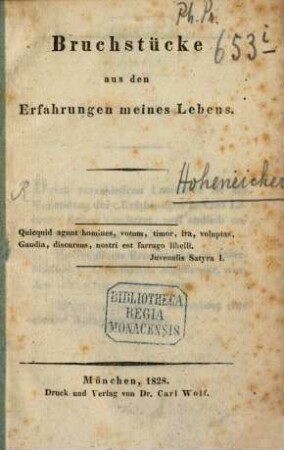 Ph. Pr.
653 i
Bruchstücke
aus den
Erfahrungen meines Lebens.
Hoheneicher
Quicquid agunt homines, votum, timor, ira, voluptas,
Gaudia, discursus, nostri est farrago libelli.
Juvenalis Satyra I.
BIBLIOTHECA
REGIA
MONACENSIS
München, 1828.
Druck und Verlag von Dr. Carl Wolf.